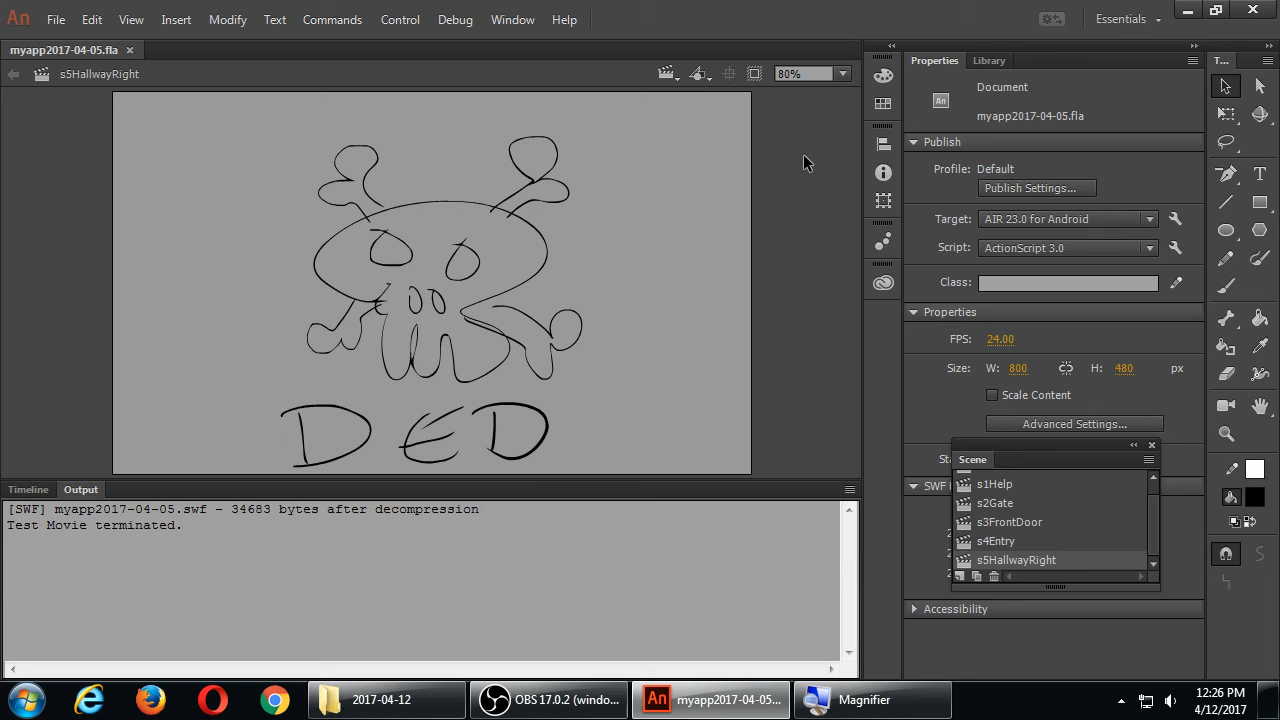 An File Edit View Insert Modify Text Commands Control Debug Window Help Essentials
myapp2017-04-05.fla
s5HallwayRight 80%
DED
Timeline Output
[SWF] myapp2017-04-05.swf - 34683 bytes after decompression
Test Movie terminated.
Properties Library
An Document
myapp2017-04-05.fla
Publish
Profile: Default
Publish Settings...
Target: AIR 23.0 for Android
Script: ActionScript 3.0
Class:
Properties
FPS: 24.00
Size: W: 800 H: 480 px
Scale Content
Advanced Settings...
Scene
s1Help
s2Gate
s3FrontDoor
s4Entry
s5HallwayRight
Accessibility
T...
2017-04-12 OBS 17.0.2 (windo... An myapp2017-04-05... Magnifier
12:26 PM
4/12/2017